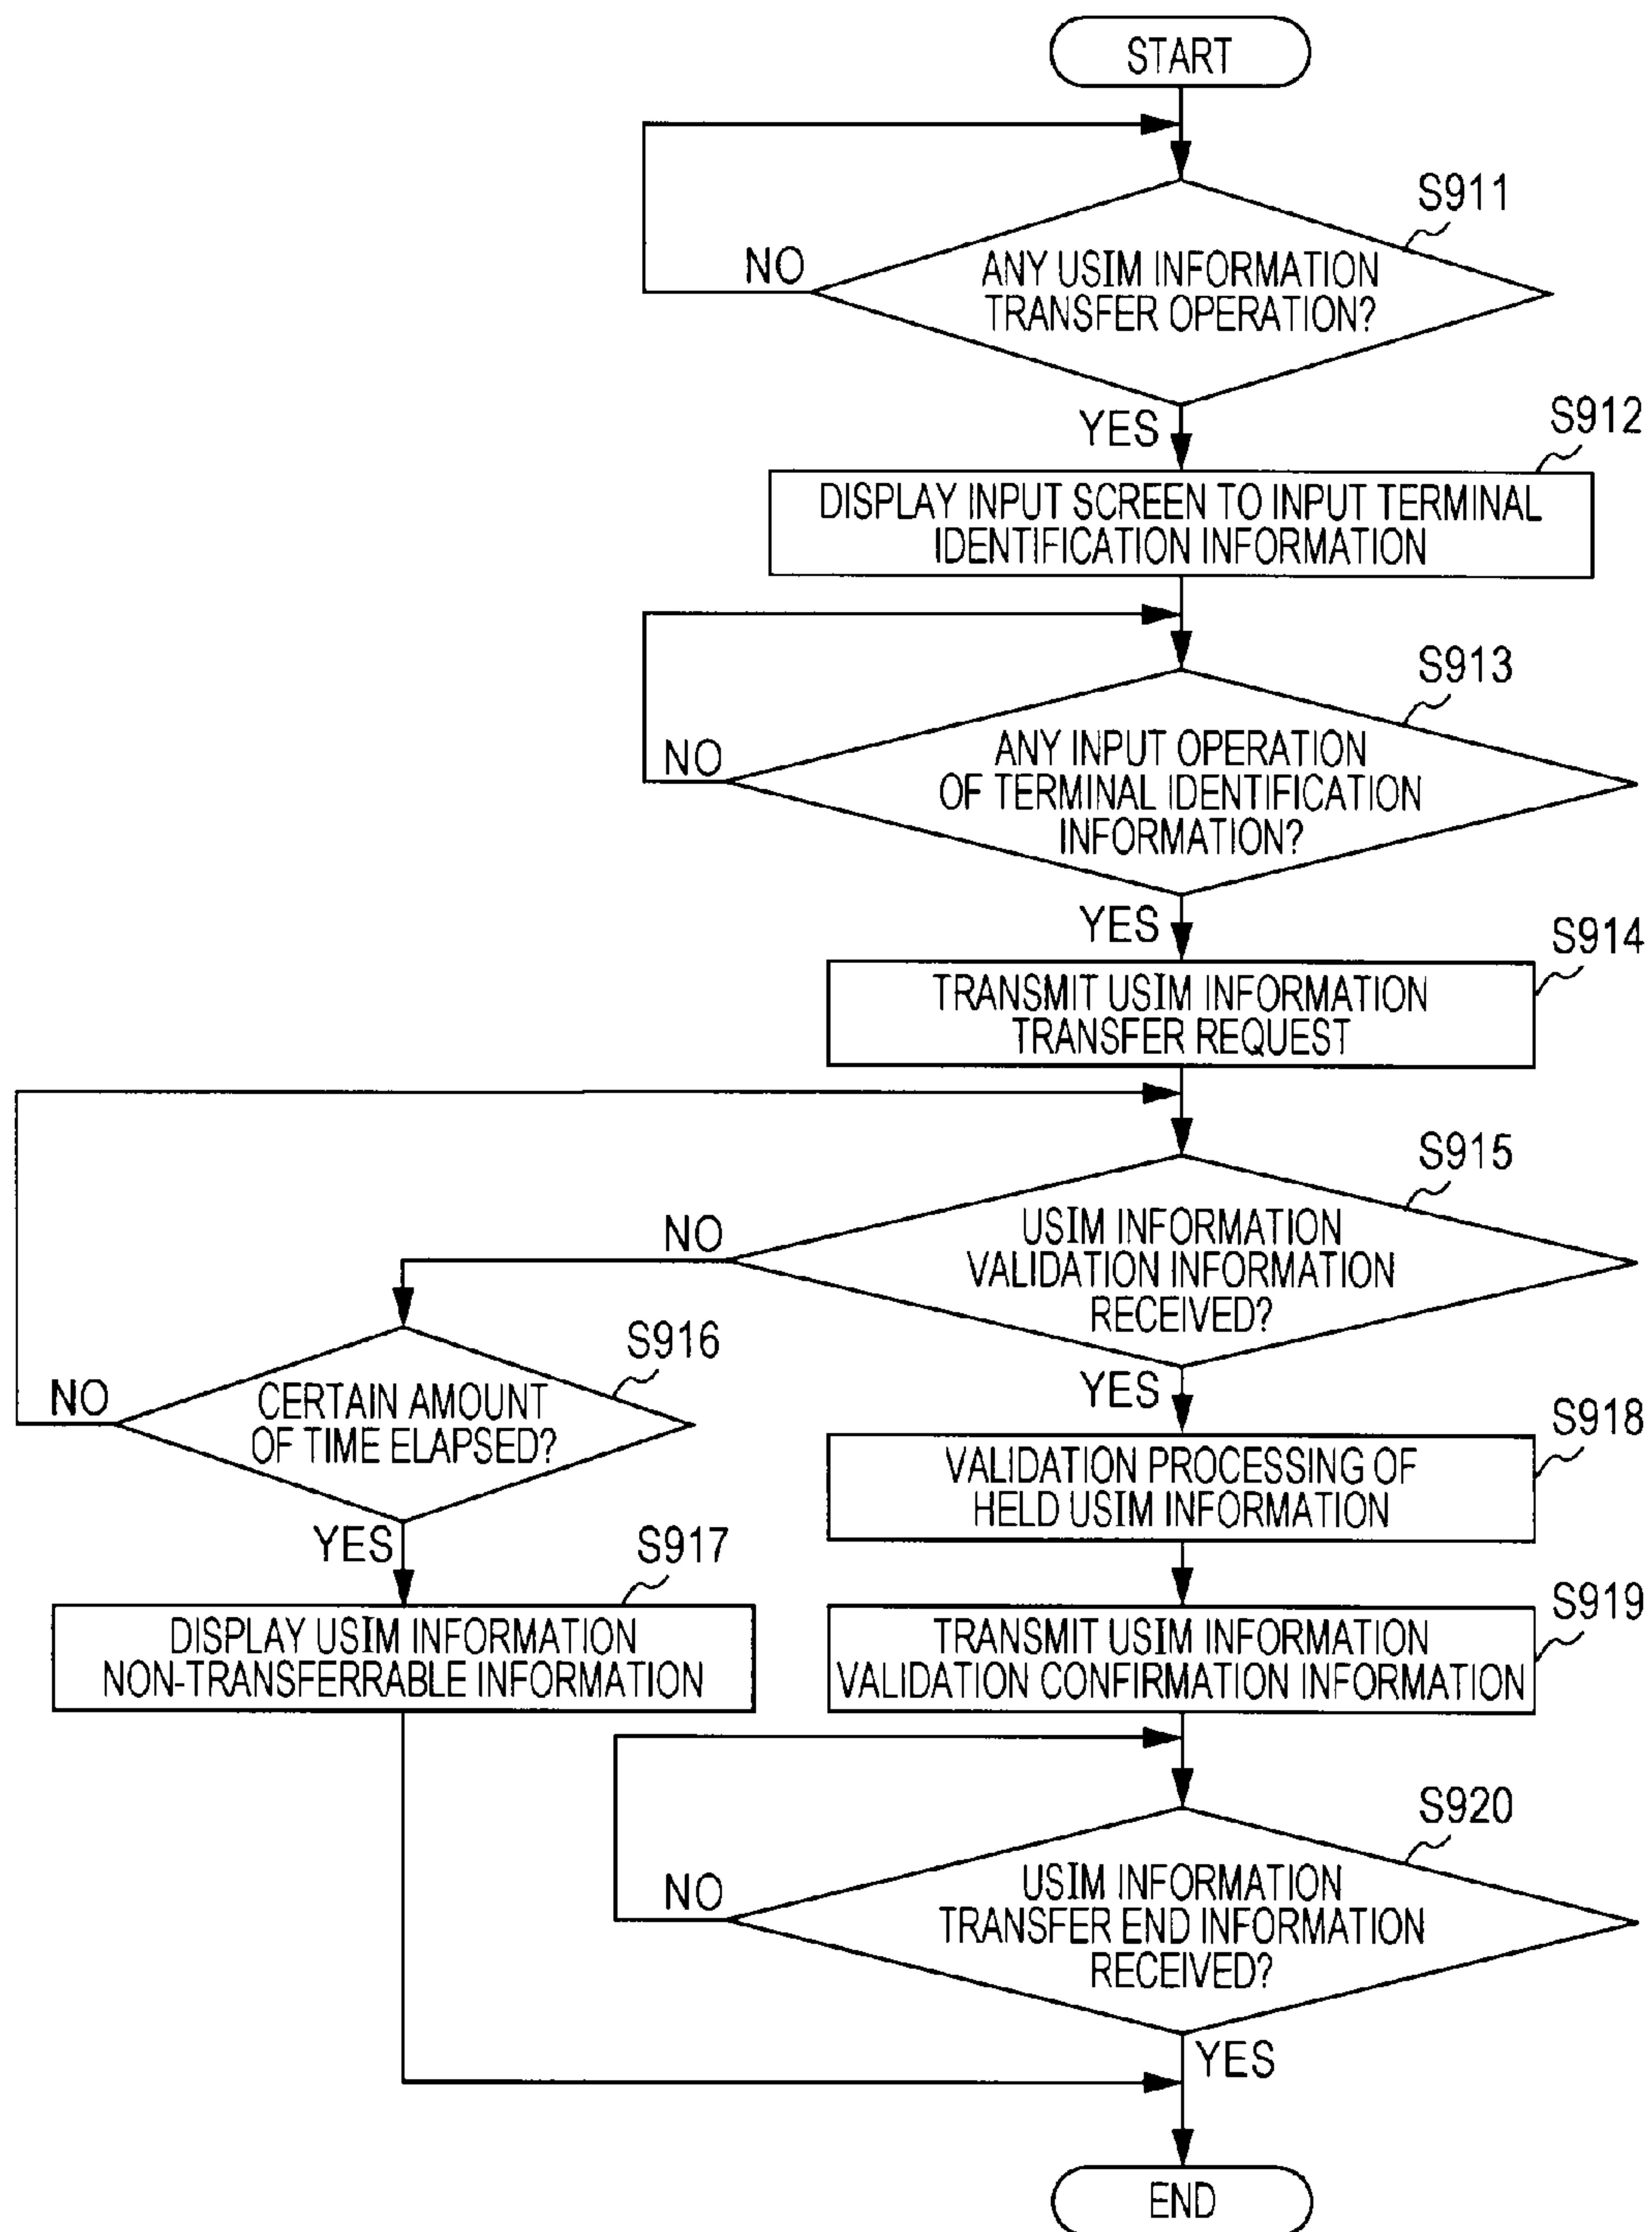 START
S911
NO
ANY USIM INFORMATION
TRANSFER OPERATION?
YES
S912
DISPLAY INPUT SCREEN TO INPUT TERMINAL
IDENTIFICATION INFORMATION
S913
NO
ANY INPUT OPERATION
OF TERMINAL IDENTIFICATION
INFORMATION?
YES
S914
TRANSMIT USIM INFORMATION
TRANSFER REQUEST
S915
NO
USIM INFORMATION
VALIDATION INFORMATION
RECEIVED?
S916
NO
CERTAIN AMOUNT
OF TIME ELAPSED?
YES
YES
S918
VALIDATION PROCESSING OF
HELD USIM INFORMATION
S917
DISPLAY USIM INFORMATION
NON-TRANSFERRABLE INFORMATION
S919
TRANSMIT USIM INFORMATION
VALIDATION CONFIRMATION INFORMATION
S920
NO
USIM INFORMATION
TRANSFER END INFORMATION
RECEIVED?
YES
END